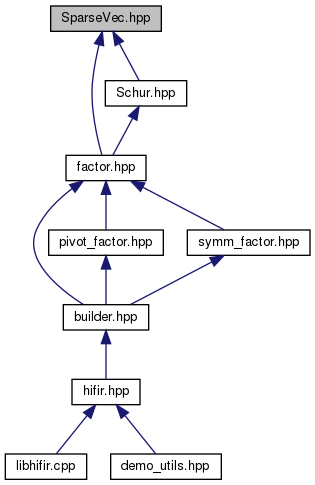 SparseVec.hpp
Schur.hpp
factor.hpp
pivot_factor.hpp
symm_factor.hpp
builder.hpp
hifir.hpp
libhifir.cpp
demo_utils.hpp